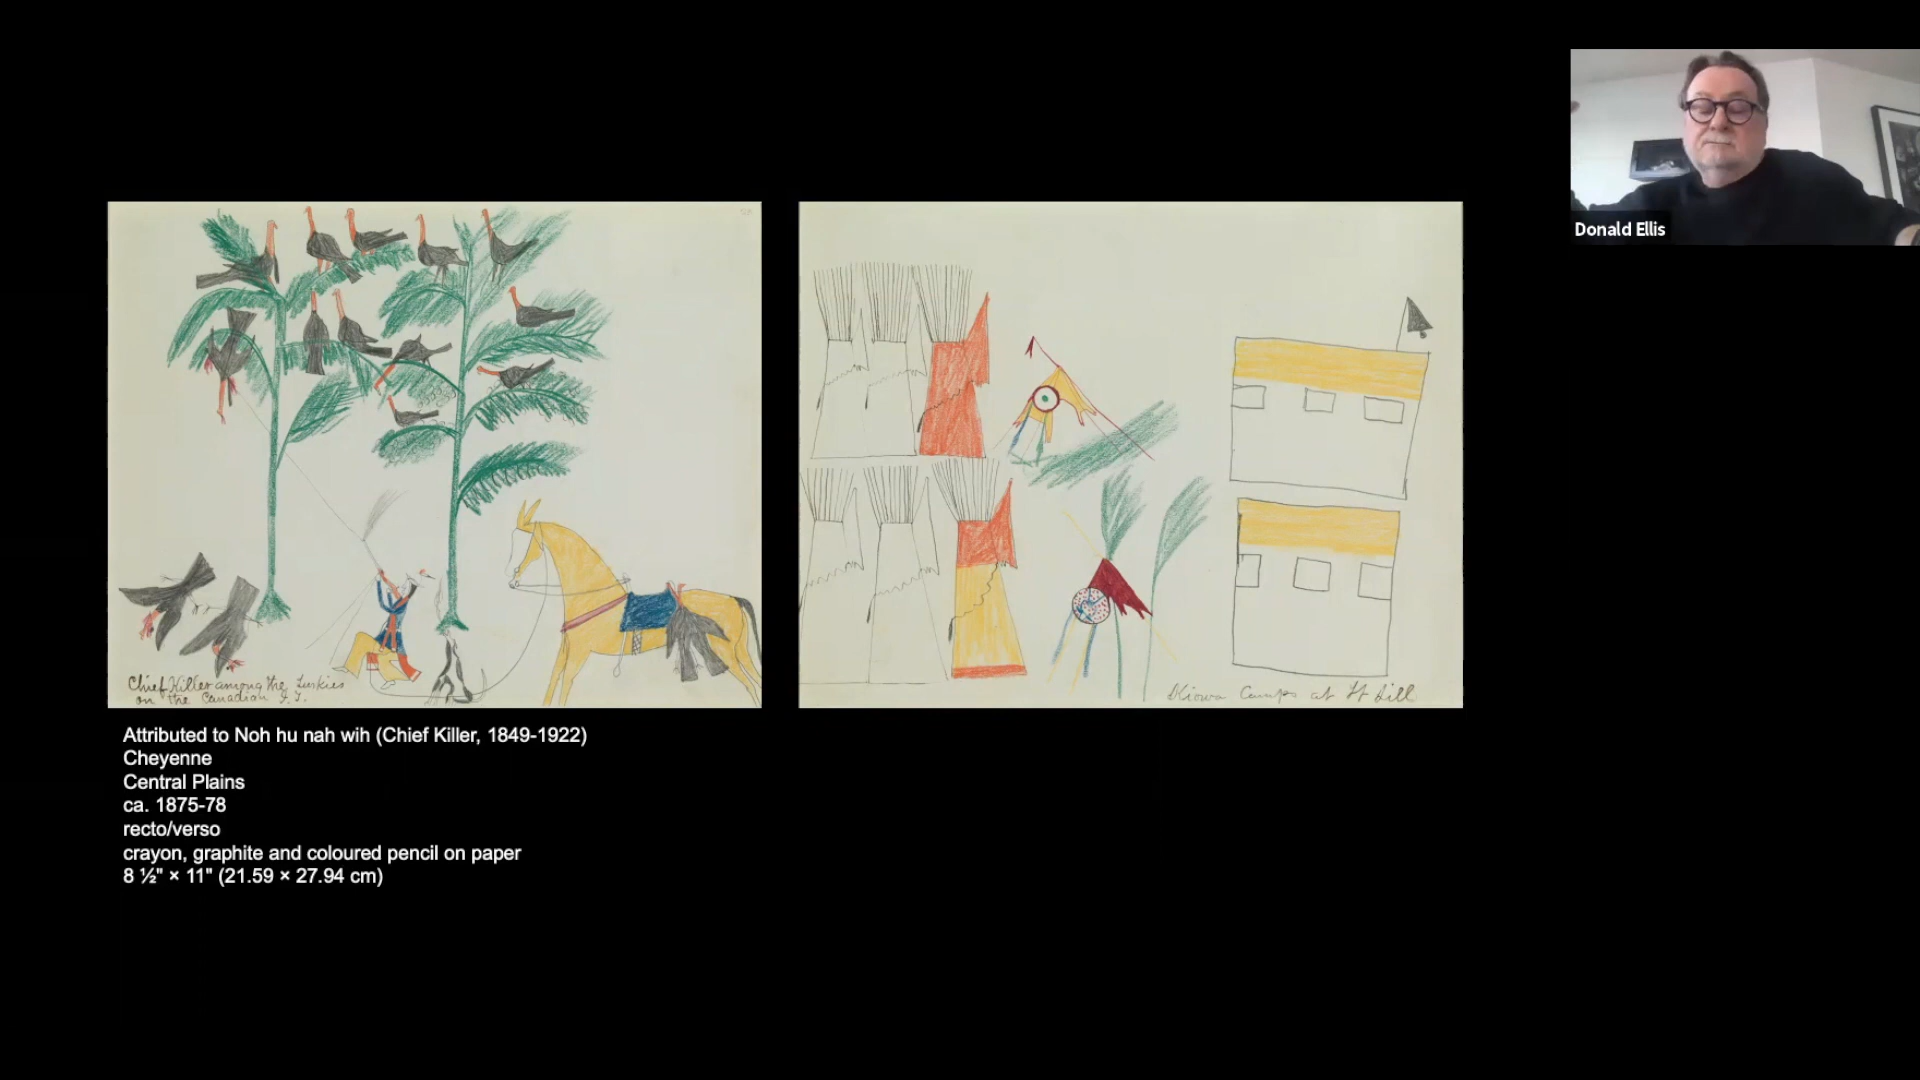 Donald Ellis
Chief Killer among the Turkies
on the Canadian I.T.
Kiowa Camps at Ft Sill
Attributed to Noh hu nah wih (Chief Killer, 1849-1922)
Cheyenne
Central Plains
ca. 1875-78
recto/verso
crayon, graphite and coloured pencil on paper
8 ½" × 11" (21.59 × 27.94 cm)